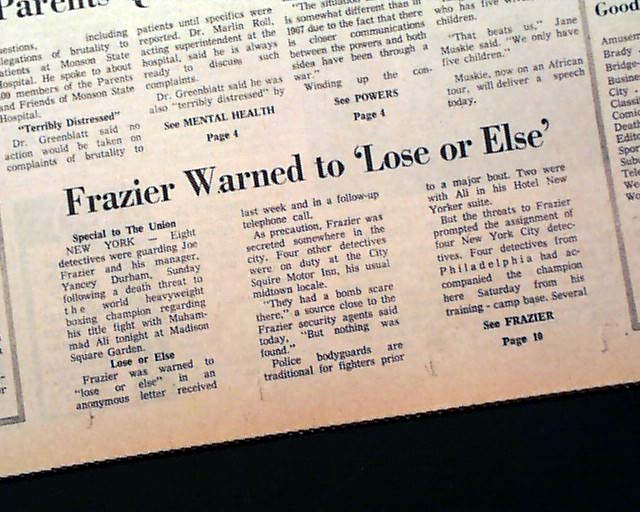 Parents
estions, including
llegations of brutality to
atients at Monson State
Hospital. He spoke to about
00 members of the Parents
and Friends of Monson State
Hospital.
"Terribly Distressed"
Dr. Greenblatt said no
action would be taken on
complaints of brutality to
patients until specifics were
reported. Dr. Marlin Roll,
acting superintendent at the
hospital, said he is always
ready to discuss such
complaints.
Dr. Greenblatt said he was
also "terribly distressed" by
See MENTAL HEALTH
Page 4
"The situation
is somewhat different than in
1967 due to the fact that there
is closer communications
between the powers and both
sides have been through a
war."
Winding up the con-
See POWERS
Page 4
who has five
children.
"That beats us," Jane
Muskie said. "We only have
five children."
Muskie, now on an African
tour, will deliver a speech
today.
Good
Amusem
Brady
Bridge
Busine
City
Classi
Comic
Death
Edito
Spor
Sub
Tele
We
Wo
Frazier Warned to 'Lose or Else'
Special to The Union
NEW YORK — Eight
detectives were guarding Joe
Frazier and his manager,
Yancey Durham, Sunday
following a death threat to
the world heavyweight
boxing champion regarding
his title fight with Muham-
mad Ali tonight at Madison
Square Garden.
Lose or Else
Frazier was warned to
"lose or else" in an
anonymous letter received
last week and in a follow-up
telephone call.
As precaution, Frazier was
secreted somewhere in the
city. Four other detectives
were on duty at the City
Squire Motor Inn, his usual
midtown locale.
"They had a bomb scare
there," a source close to the
Frazier security agents said
today, "But nothing was
found."
Police bodyguards are
traditional for fighters prior
to a major bout. Two were
with Ali in his Hotel New
Yorker suite.
But the threats to Frazier
prompted the assignment of
four New York City detec-
tives. Four detectives from
Philadelphia had ac-
companied the champion
here Saturday from his
training - camp base. Several
See FRAZIER
Page 10